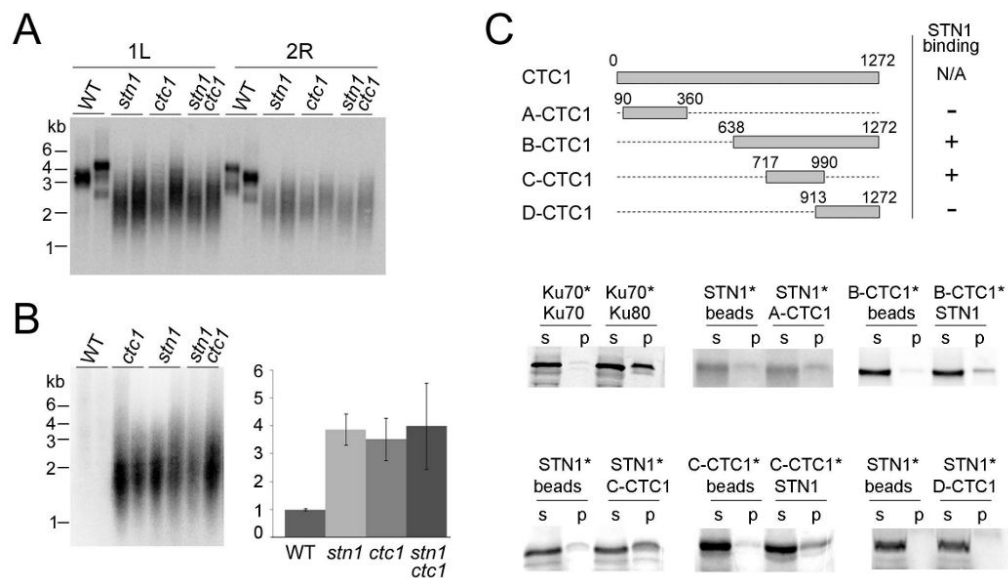 A
1L 2R
WT stn1 ctc1 stn1 ctc1 WT stn1 ctc1 stn1 ctc1
kb
6
4
3
2
1
B
WT ctc1 stn1 stn1 ctc1
kb
6
4
3
2
1
6
5
4
3
2
1
0
WT stn1 ctc1 stn1
ctc1
C
STN1
binding
0 1272
CTC1 N/A
90 360
A-CTC1 -
638 1272
B-CTC1 +
717 990
C-CTC1 +
913 1272
D-CTC1 -
Ku70* Ku70* STN1* STN1* B-CTC1* B-CTC1*
Ku70 Ku80 beads A-CTC1 beads STN1
s p s p s p s p s p s p
STN1* STN1* C-CTC1* C-CTC1* STN1* STN1*
beads C-CTC1 beads STN1 beads D-CTC1
s p s p s p s p s p s p